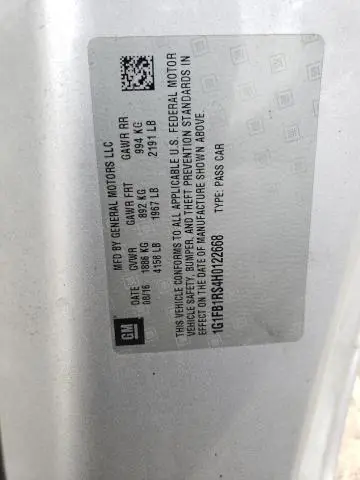 GM
MFD BY GENERAL MOTORS LLC
DATE GVWR GAWR FRT GAWR RR
08/16 1886 KG 892 KG 994 KG
4158 LB 1967 LB 2191 LB
THIS VEHICLE CONFORMS TO ALL APPLICABLE U.S. FEDERAL MOTOR
VEHICLE SAFETY, BUMPER, AND THEFT PREVENTION STANDARDS IN
EFFECT ON THE DATE OF MANUFACTURE SHOWN ABOVE.
1G1FB1RS4H0122668 TYPE: PASS CAR